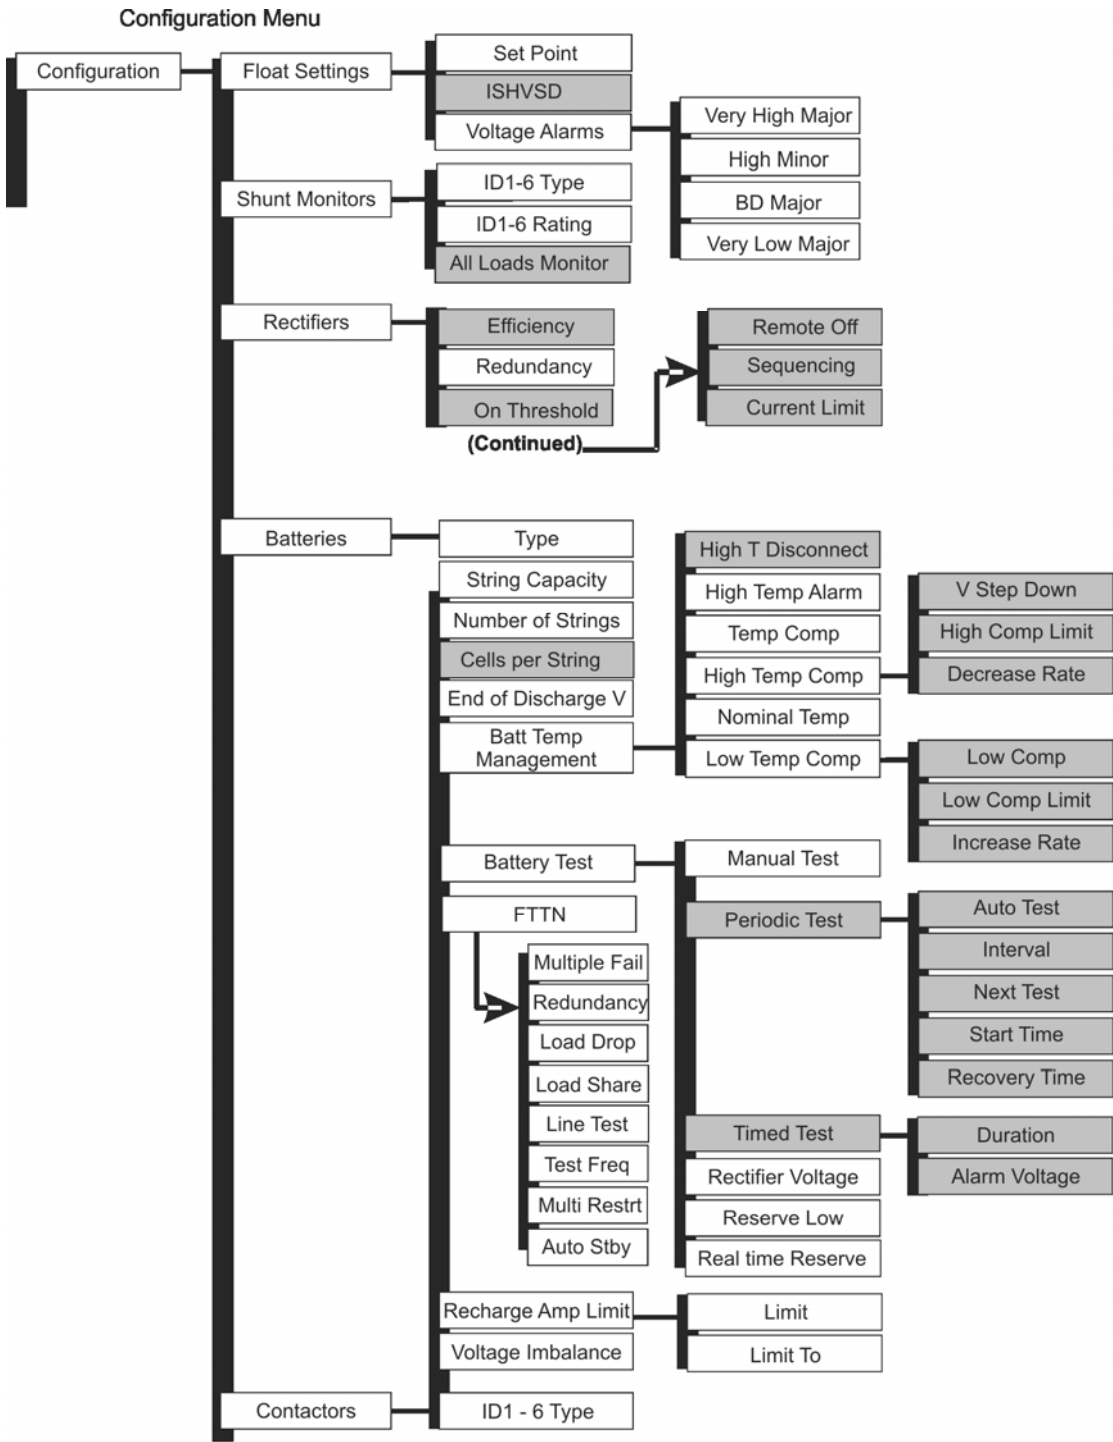 Configuration Menu
Configuration
Float Settings
Set Point
ISHVSD
Voltage Alarms
Very High Major
High Minor
BD Major
Very Low Major
Shunt Monitors
ID1-6 Type
ID1-6 Rating
All Loads Monitor
Rectifiers
Efficiency
Redundancy
On Threshold
(Continued)
Remote Off
Sequencing
Current Limit
Batteries
Type
String Capacity
Number of Strings
Cells per String
End of Discharge V
Batt Temp
Management
High T Disconnect
High Temp Alarm
Temp Comp
High Temp Comp
Nominal Temp
Low Temp Comp
V Step Down
High Comp Limit
Decrease Rate
Low Comp
Low Comp Limit
Increase Rate
Battery Test
Manual Test
Periodic Test
Auto Test
Interval
Next Test
Start Time
Recovery Time
Timed Test
Duration
Alarm Voltage
Rectifier Voltage
Reserve Low
Real time Reserve
FTTN
Multiple Fail
Redundancy
Load Drop
Load Share
Line Test
Test Freq
Multi Restrt
Auto Stby
Recharge Amp Limit
Limit
Limit To
Voltage Imbalance
Contactors
ID1 - 6 Type